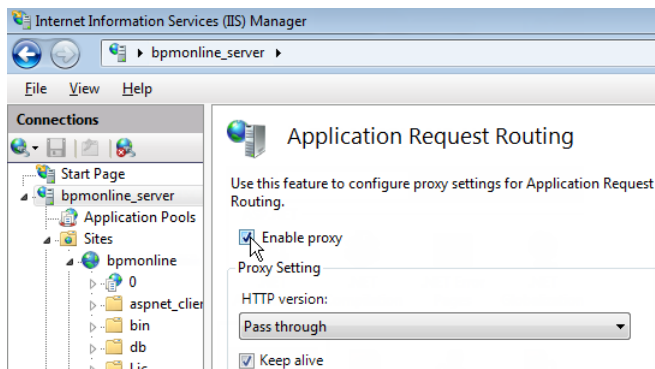 Internet Information Services (IIS) Manager
bpmonline_server
File View Help
Connections
Start Page
bpmonline_server
Application Pools
Sites
bpmonline
0
aspnet_clier
bin
db
Application Request Routing
Use this feature to configure proxy settings for Application Request
Routing.
Enable proxy
Proxy Setting
HTTP version:
Pass through
Keep alive